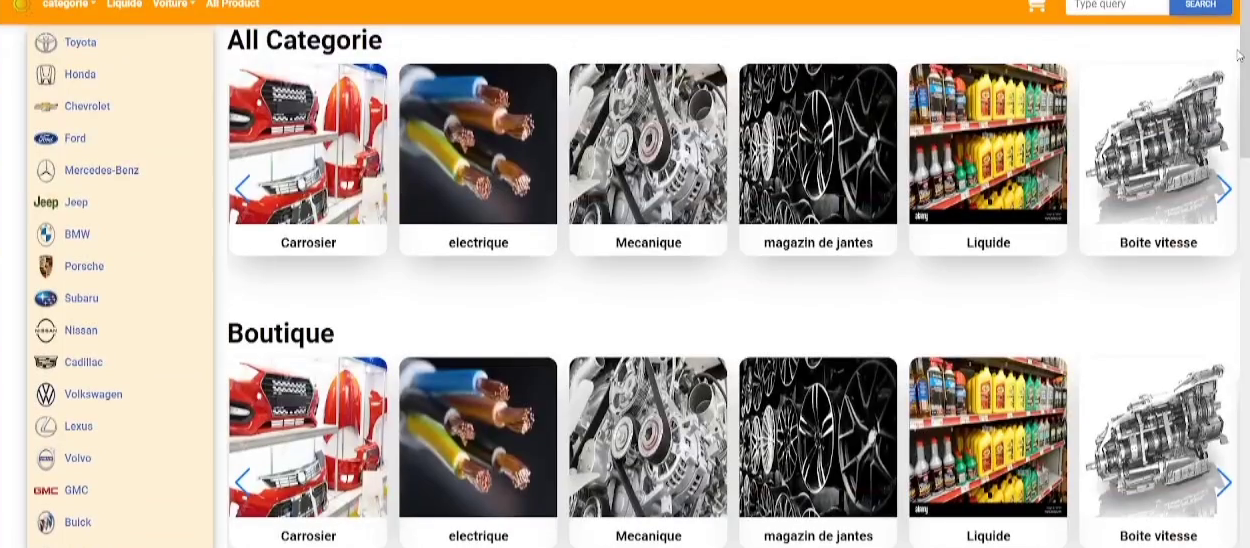 categorie
Liquide
Voiture
All Product
Type query
SEARCH
Toyota
Honda
Chevrolet
Ford
Mercedes-Benz
Jeep
Jeep
BMW
Porsche
Subaru
Nissan
Cadillac
Volkswagen
Lexus
Volvo
GMC
GMC
Buick
All Categorie
Carrosier
electrique
Mecanique
magazin de jantes
Liquide
Boite vitesse
Boutique
Carrosier
electrique
Mecanique
magazin de jantes
Liquide
Boite vitesse